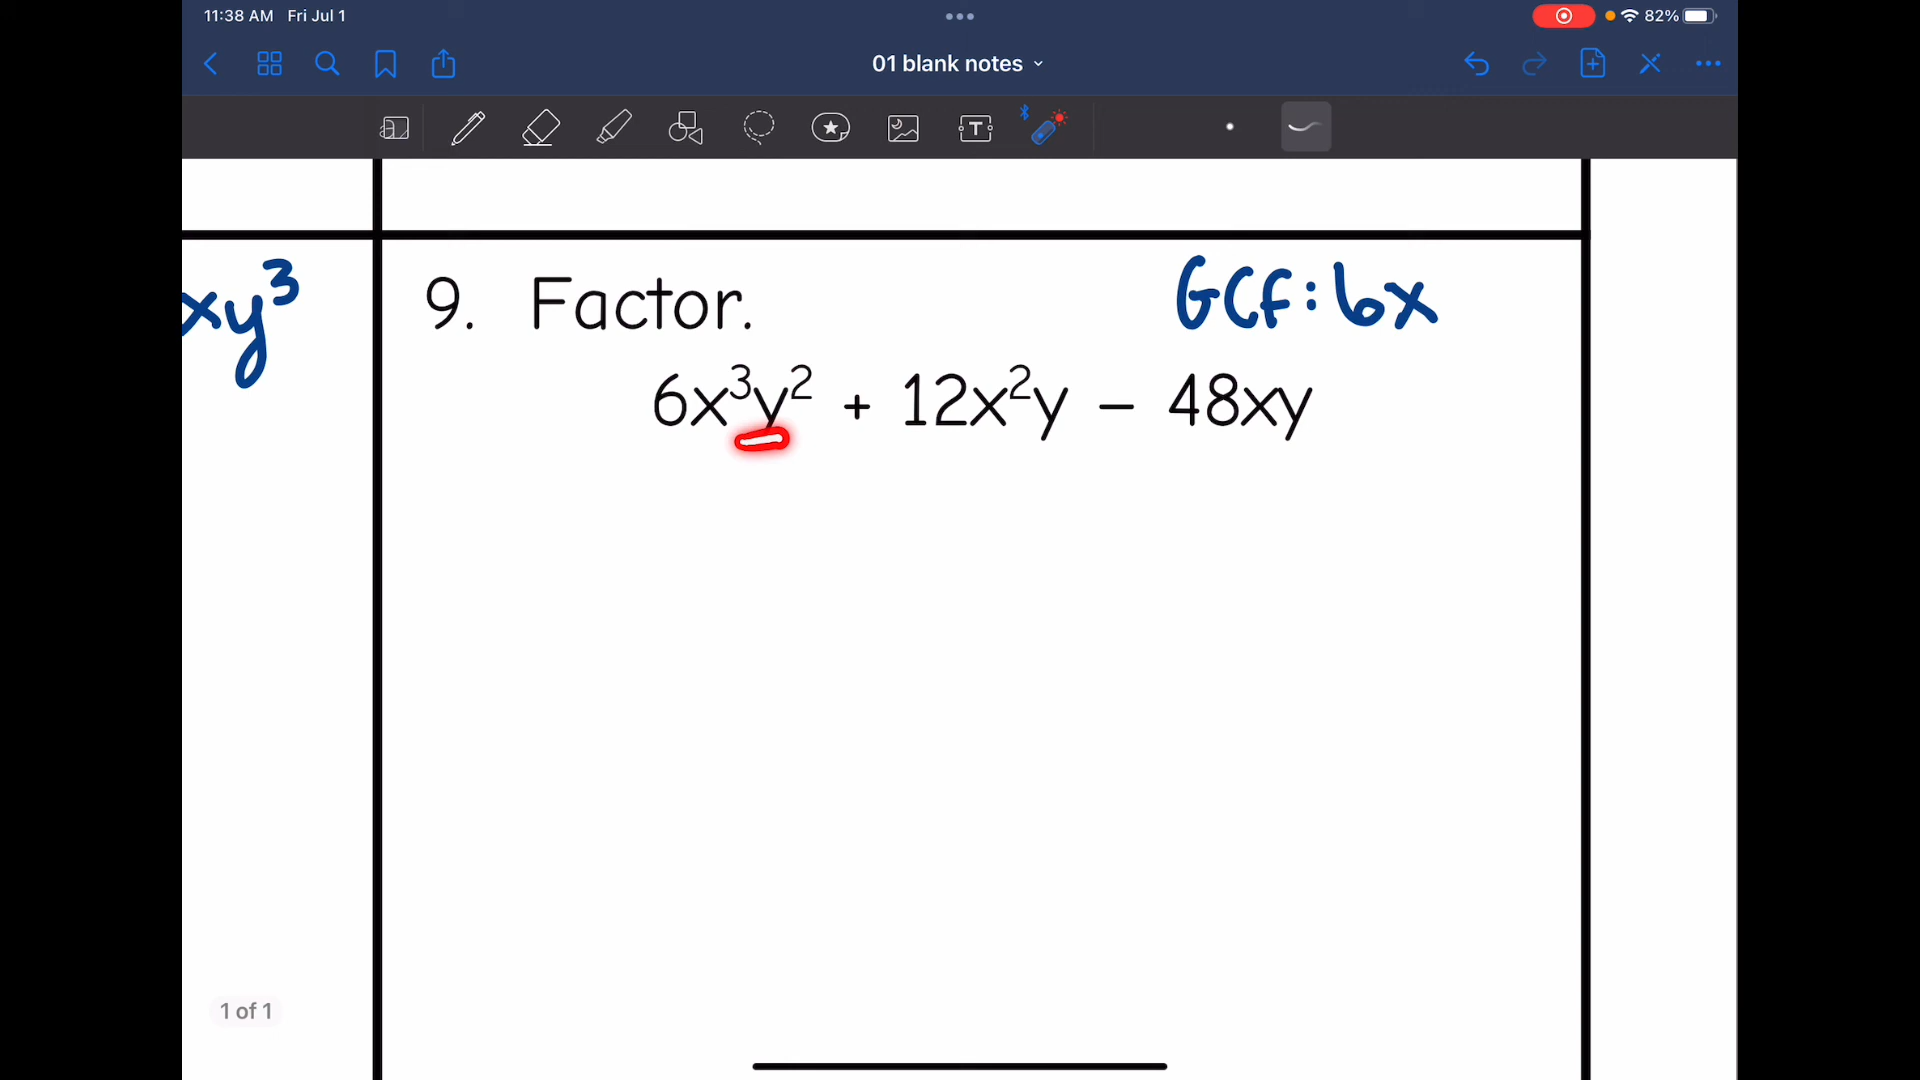 11:38 AM Fri Jul 1
82%
01 blank notes
T
xy³
9. Factor.
GCF: 6x
6x³y² + 12x²y – 48xy
1 of 1